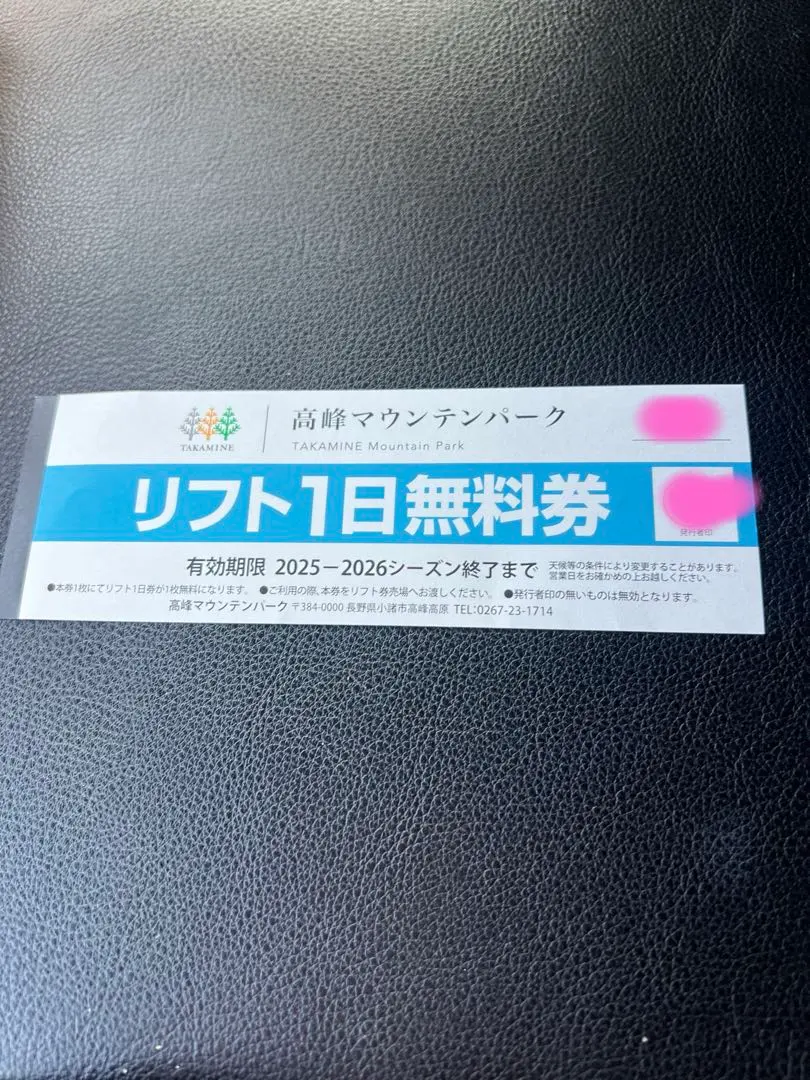 TAKAMINE
高峰マウンテンパーク
TAKAMINE Mountain Park
リフト1日無料券
発行者印
有効期限 2025－2026シーズン終了まで
天候等の条件により変更することがあります。
営業日をお確かめの上お越しください。
●本券1枚にてリフト1日券が1枚無料になります。 ●ご利用の際、本券をリフト券売場へお渡しください。 ●発行者印の無いものは無効となります。
高峰マウンテンパーク 〒384-0000 長野県小諸市高峰高原 TEL:0267-23-1714